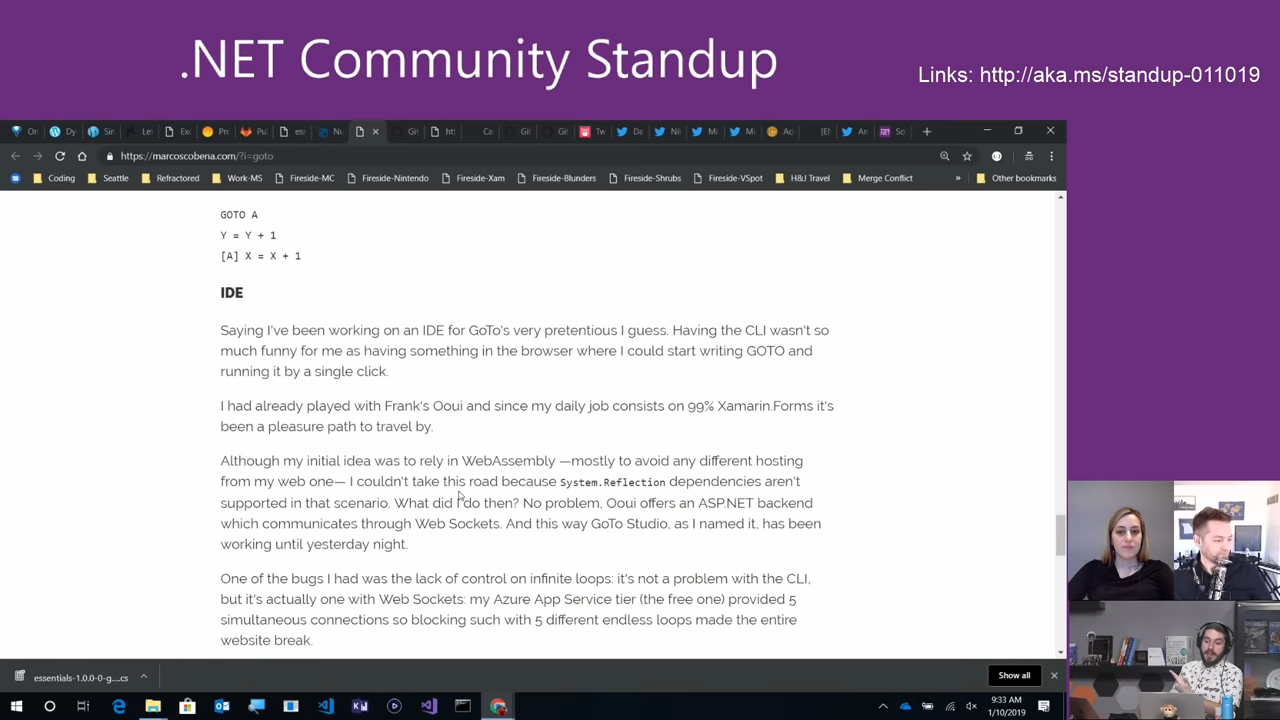 .NET Community Standup
Links: http://aka.ms/standup-011019
https://marcoscobena.com/?i=goto
Coding
Seattle
Refractored
Work-MS
Fireside-MC
Fireside-Nintendo
Fireside-Xam
Fireside-Blunders
Fireside-Shrubs
Fireside-VSpot
H&J Travel
Merge Conflict
»
Other bookmarks
GOTO A
Y = Y + 1
[A] X = X + 1
IDE
Saying I've been working on an IDE for GoTo's very pretentious I guess. Having the CLI wasn't so
much funny for me as having something in the browser where I could start writing GOTO and
running it by a single click.
I had already played with Frank's Ooui and since my daily job consists on 99% Xamarin.Forms it's
been a pleasure path to travel by.
Although my initial idea was to rely in WebAssembly —mostly to avoid any different hosting
from my web one— I couldn't take this road because System.Reflection dependencies aren't
supported in that scenario. What did I do then? No problem, Ooui offers an ASP.NET backend
which communicates through Web Sockets. And this way GoTo Studio, as I named it, has been
working until yesterday night.
One of the bugs I had was the lack of control on infinite loops: it's not a problem with the CLI,
but it's actually one with Web Sockets: my Azure App Service tier (the free one) provided 5
simultaneous connections so blocking such with 5 different endless loops made the entire
website break.
essentials-1.0.0-0-g....cs
Show all
9:33 AM
1/10/2019